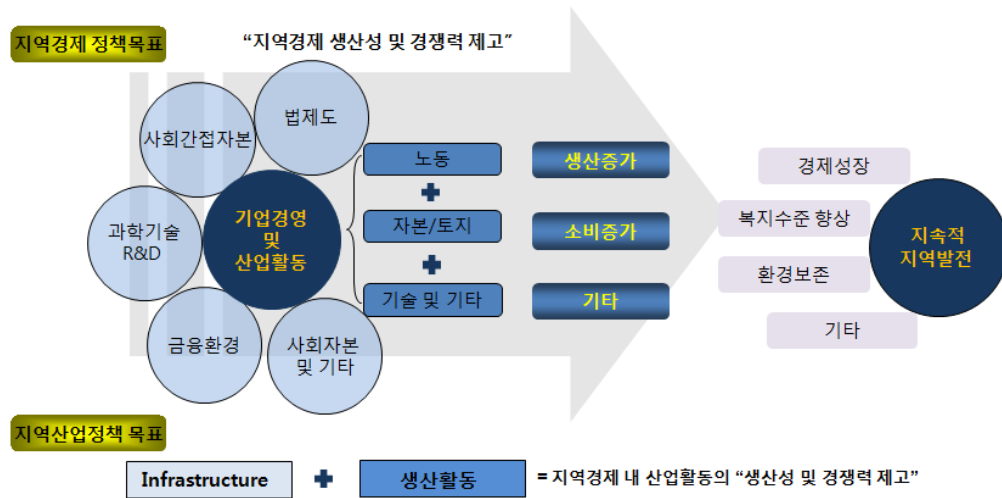 지역경제 정책목표
“지역경제 생산성 및 경쟁력 제고”
법제도
사회간접자본
과학기술
R&D
금융환경
사회자본
및 기타
기업경영
및
산업활동
노동
자본/토지
기술 및 기타
생산증가
소비증가
기타
경제성장
복지수준 향상
환경보존
기타
지속적
지역발전
지역산업정책 목표
Infrastructure
생산활동
= 지역경제 내 산업활동의 “생산성 및 경쟁력 제고”